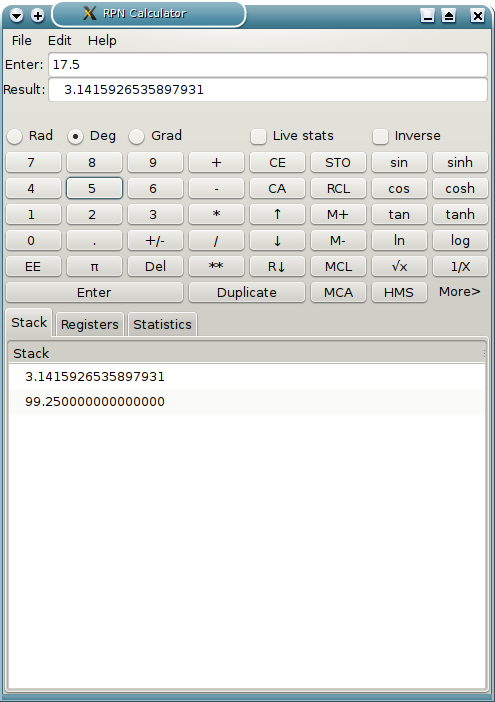 RPN Calculator
File Edit Help
Enter: 17.5
Result: 3.1415926535897931
Rad Deg Grad Live stats Inverse
7 8 9 + CE STO sin sinh
4 5 6 - CA RCL cos cosh
1 2 3 * ↑ M+ tan tanh
0 . +/- / ↓ M- ln log
EE π Del ** R↓ MCL √x 1/X
Enter Duplicate MCA HMS More>
Stack Registers Statistics
Stack
3.1415926535897931
99.250000000000000